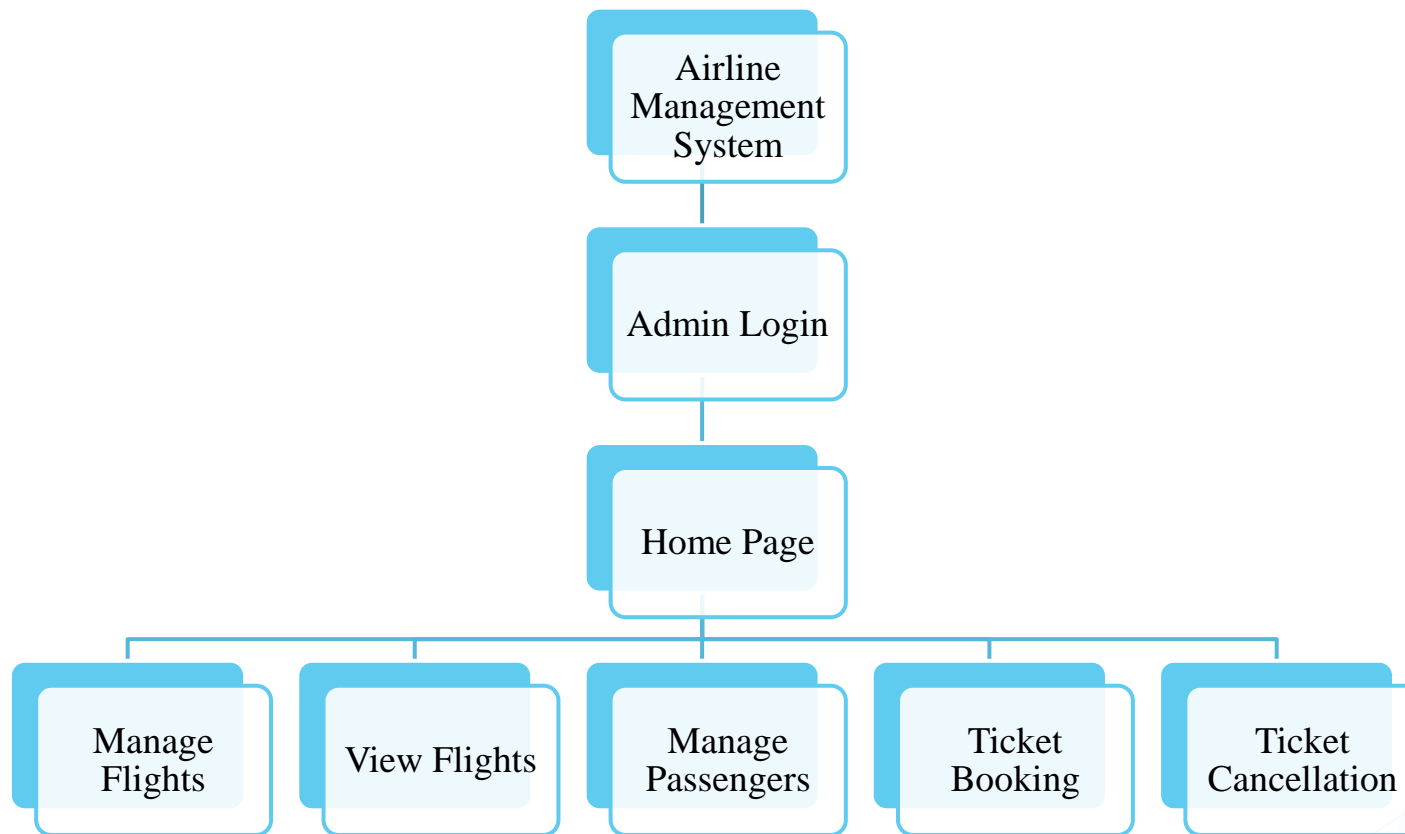 Airline
Management
System
Admin Login
Home Page
Manage
Flights
View Flights
Manage
Passengers
Ticket
Booking
Ticket
Cancellation